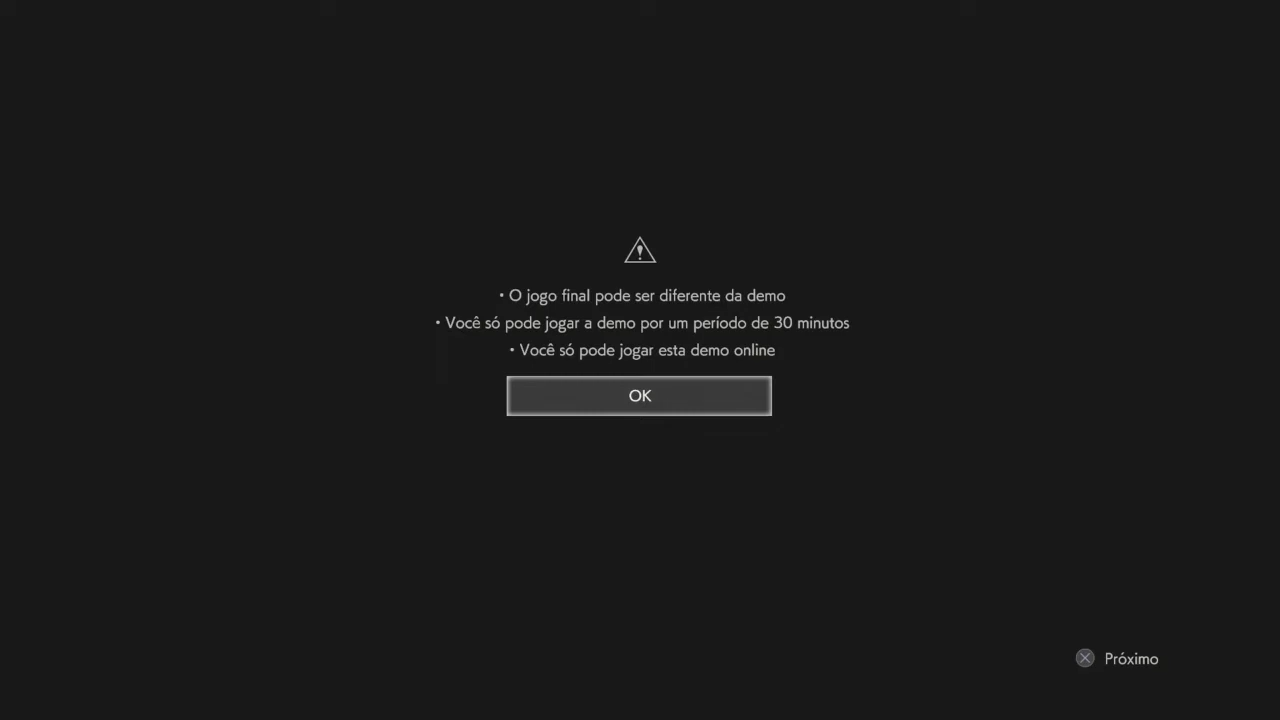 • O jogo final pode ser diferente da demo
• Você só pode jogar a demo por um período de 30 minutos
• Você só pode jogar esta demo online
OK
Próximo